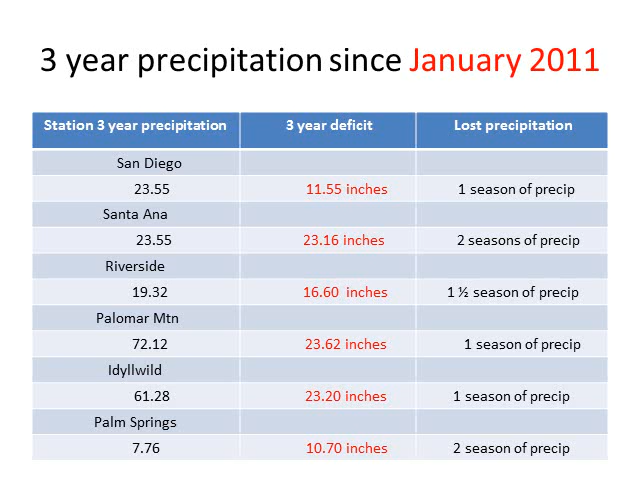 3 year precipitation since January 2011
Station 3 year precipitation 3 year deficit Lost precipitation
San Diego
23.55 11.55 inches 1 season of precip
Santa Ana
23.55 23.16 inches 2 seasons of precip
Riverside
19.32 16.60 inches 1 ½ season of precip
Palomar Mtn
72.12 23.62 inches 1 season of precip
Idyllwild
61.28 23.20 inches 1 season of precip
Palm Springs
7.76 10.70 inches 2 season of precip